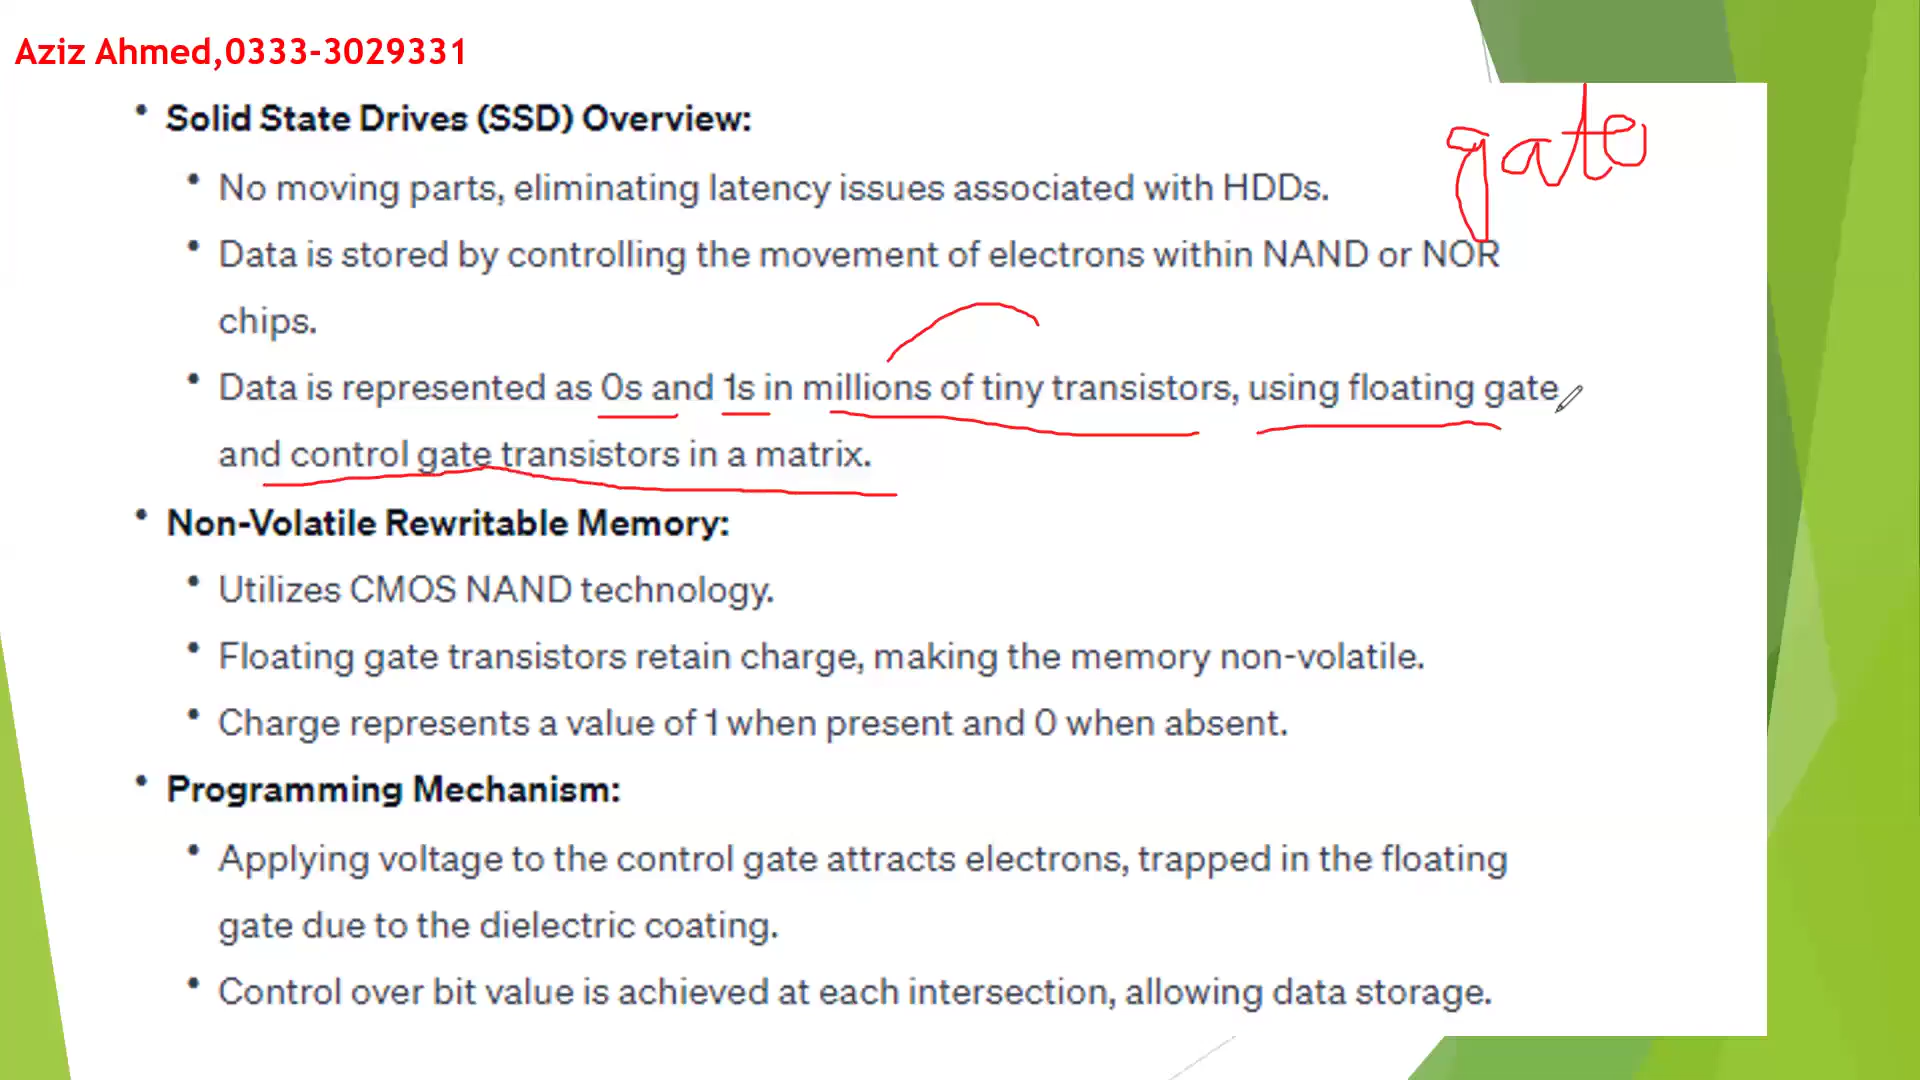 Aziz Ahmed,0333-3029331
gate
• Solid State Drives (SSD) Overview:
• No moving parts, eliminating latency issues associated with HDDs.
• Data is stored by controlling the movement of electrons within NAND or NOR
chips.
• Data is represented as 0s and 1s in millions of tiny transistors, using floating gate
and control gate transistors in a matrix.
• Non-Volatile Rewritable Memory:
• Utilizes CMOS NAND technology.
• Floating gate transistors retain charge, making the memory non-volatile.
• Charge represents a value of 1 when present and 0 when absent.
• Programming Mechanism:
• Applying voltage to the control gate attracts electrons, trapped in the floating
gate due to the dielectric coating.
• Control over bit value is achieved at each intersection, allowing data storage.